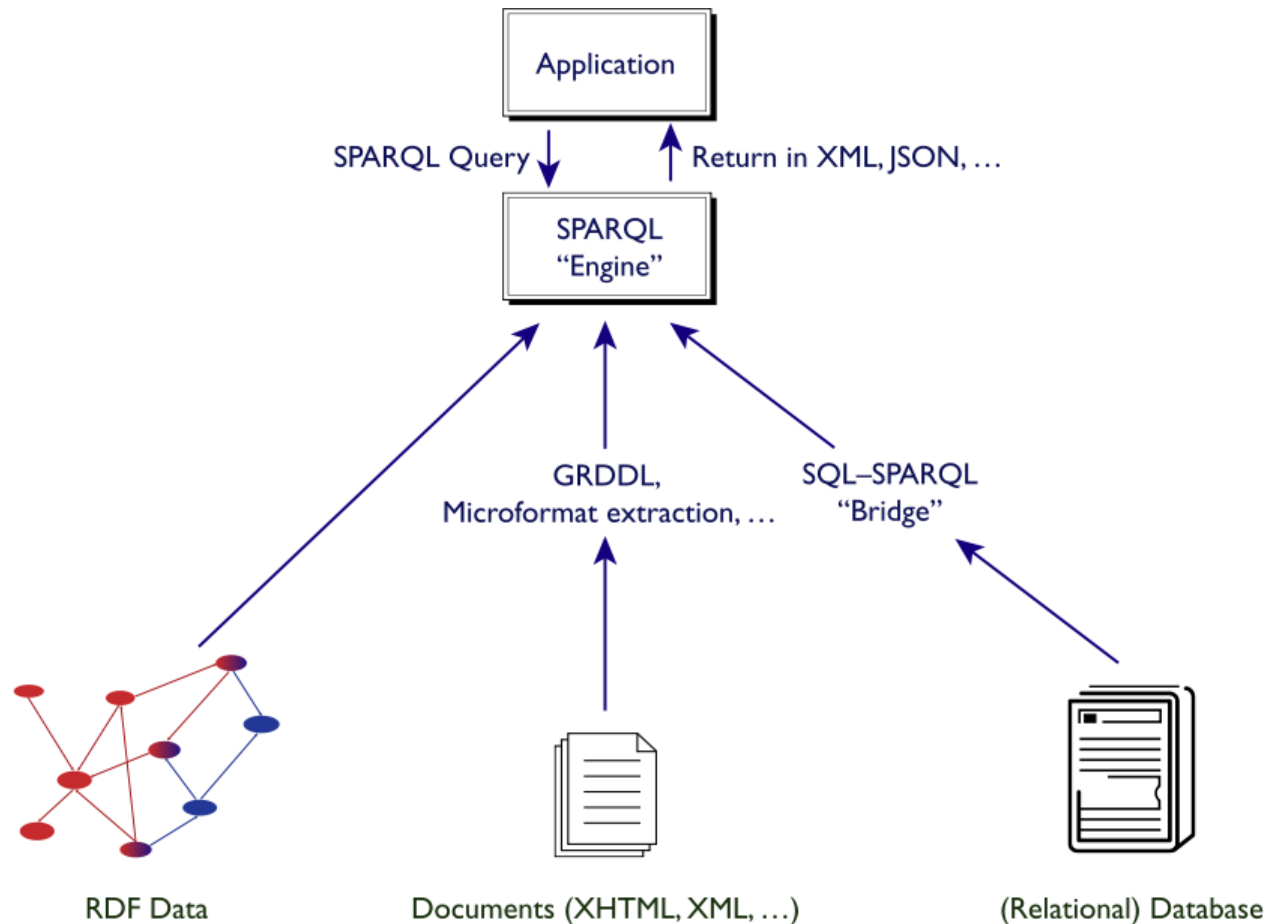 Application
SPARQL Query
Return in XML, JSON, …
SPARQL
“Engine”
GRDDL,
Microformat extraction, …
SQL–SPARQL
“Bridge”
RDF Data
Documents (XHTML, XML, …)
(Relational) Database